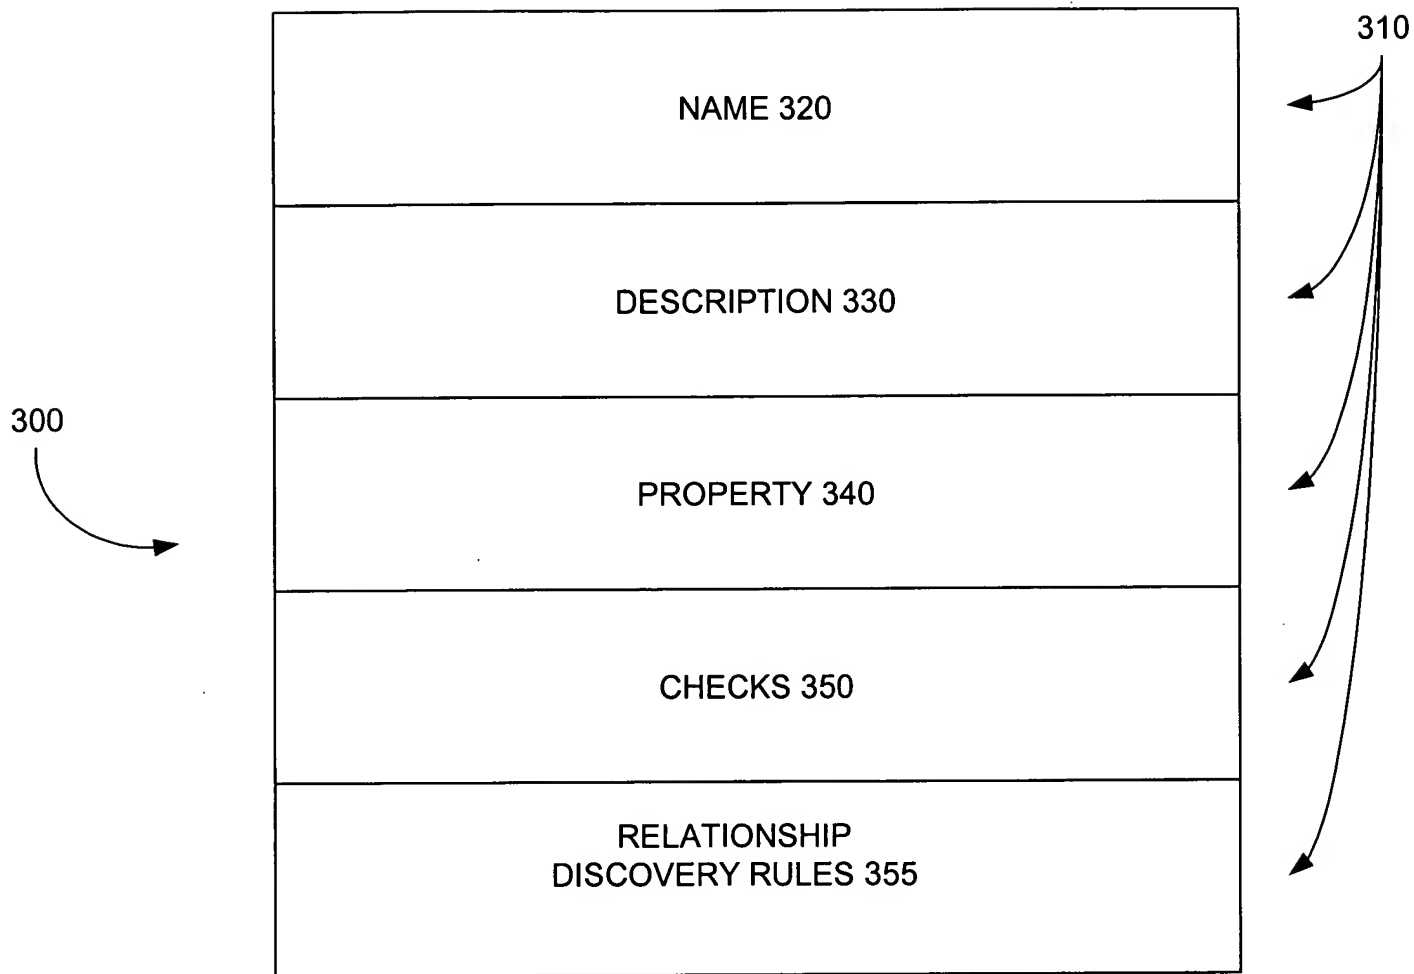 310
NAME 320
DESCRIPTION 330
300
PROPERTY 340
CHECKS 350
RELATIONSHIP
DISCOVERY RULES 355